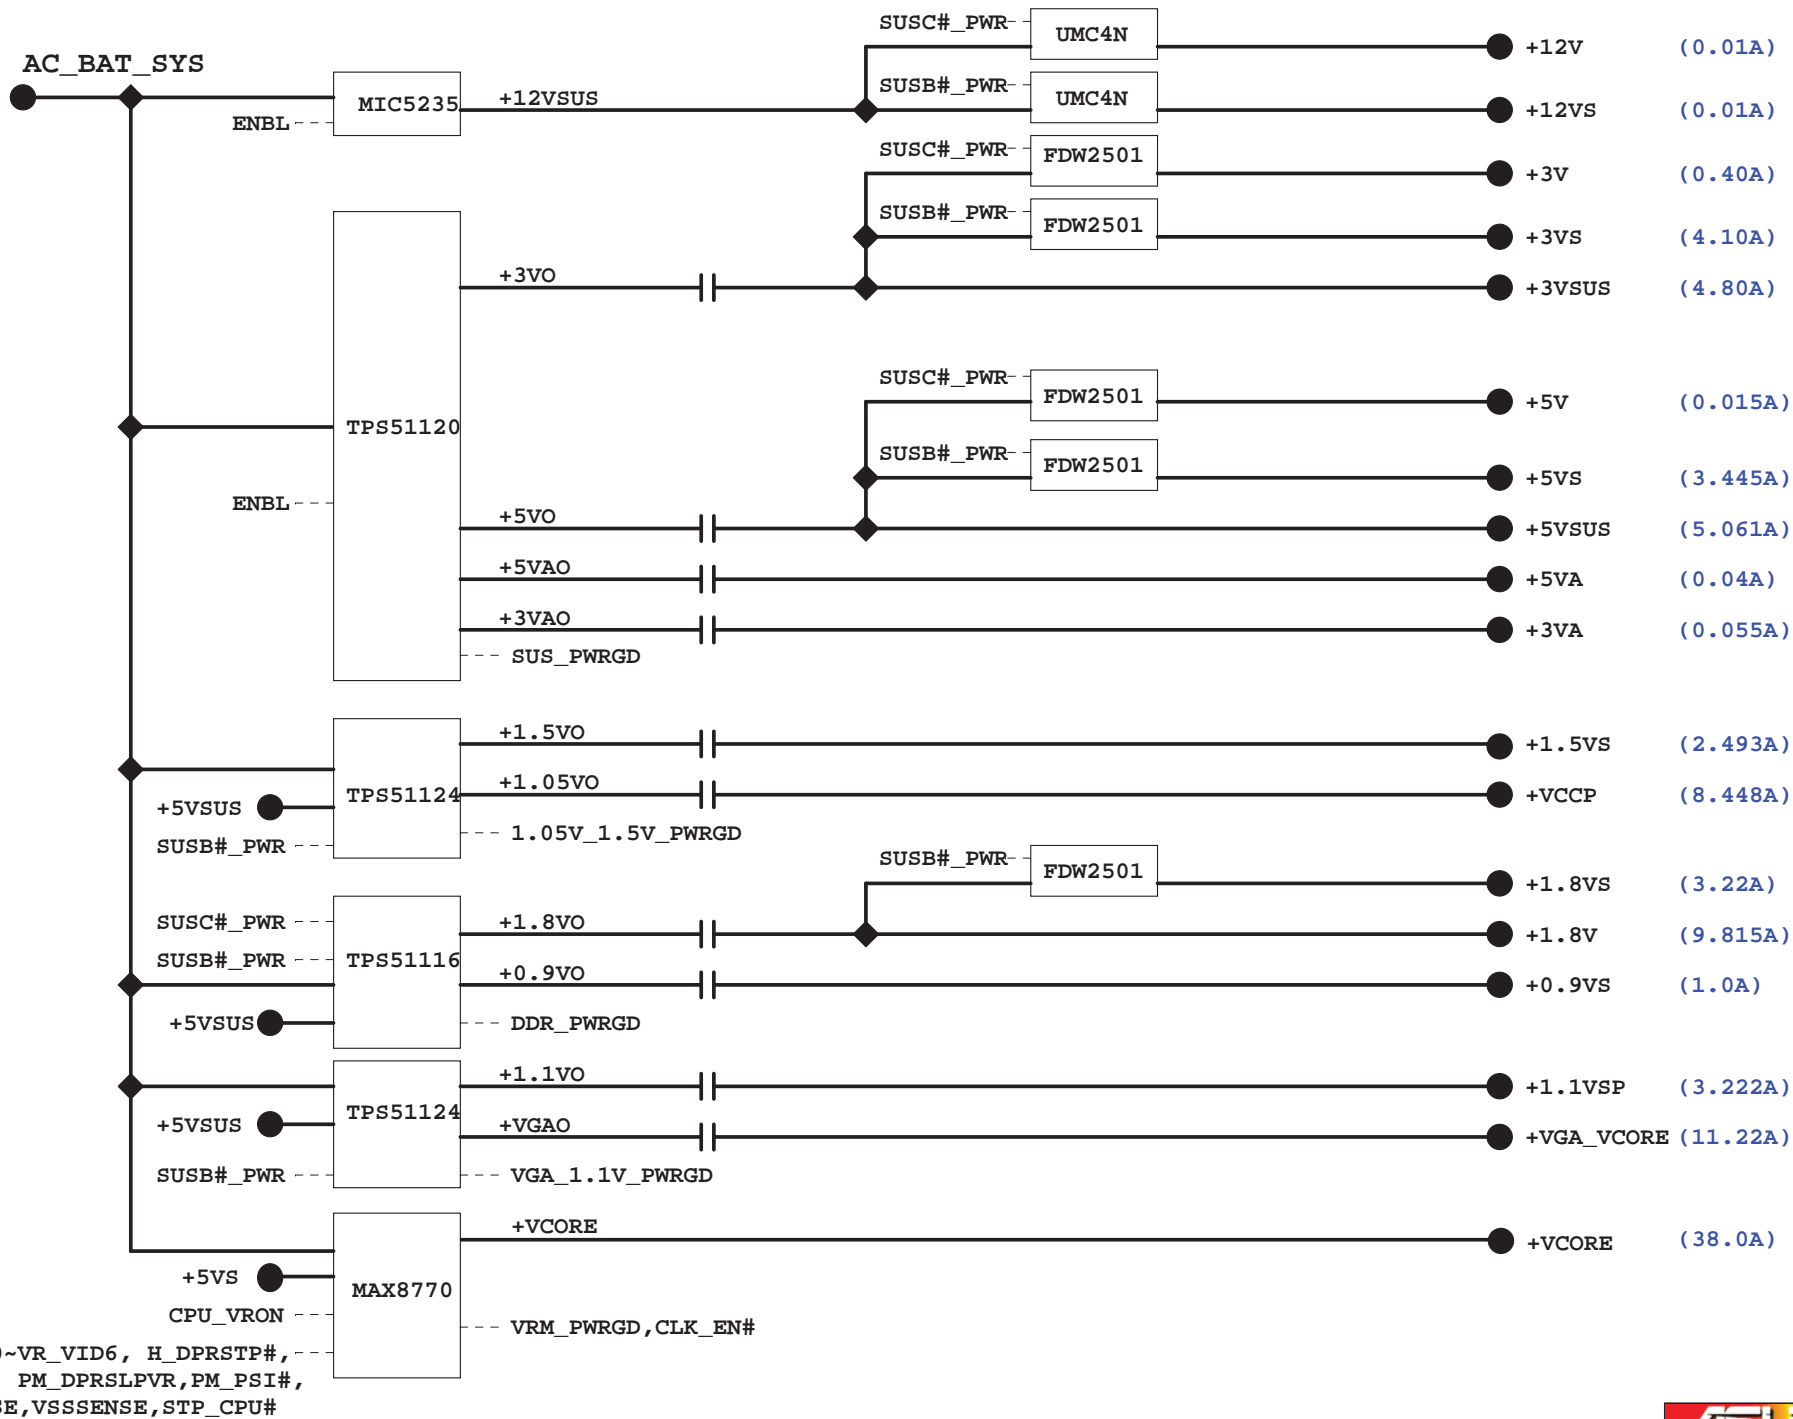 SUSC#_PWR UMC4N +12V (0.01A)
AC_BAT_SYS
SUSB#_PWR UMC4N +12VS (0.01A)
MIC5235 +12VSUS
ENBL
SUSC#_PWR FDW2501 +3V (0.40A)
SUSB#_PWR FDW2501 +3VS (4.10A)
+3VO +3VSUS (4.80A)
SUSC#_PWR FDW2501 +5V (0.015A)
TPS51120
SUSB#_PWR FDW2501 +5VS (3.445A)
ENBL
+5VO +5VSUS (5.061A)
+5VAO +5VA (0.04A)
+3VAO +3VA (0.055A)
SUS_PWRGD
+1.5VO +1.5VS (2.493A)
TPS51124 +1.05VO +VCCP (8.448A)
+5VSUS
SUSB#_PWR 1.05V_1.5V_PWRGD
SUSB#_PWR FDW2501 +1.8VS (3.22A)
SUSC#_PWR +1.8VO +1.8V (9.815A)
SUSB#_PWR TPS51116 +0.9VO +0.9VS (1.0A)
+5VSUS DDR_PWRGD
+1.1VO +1.1VSP (3.222A)
+5VSUS TPS51124 +VGAO +VGA_VCORE (11.22A)
SUSB#_PWR VGA_1.1V_PWRGD
+VCORE +VCORE (38.0A)
+5VS MAX8770
CPU_VRON VRM_PWRGD,CLK_EN#
~VR_VID6, H_DPRSTP#,
PM_DPRSLPVR,PM_PSI#,
SE,VSSSENSE,STP_CPU#